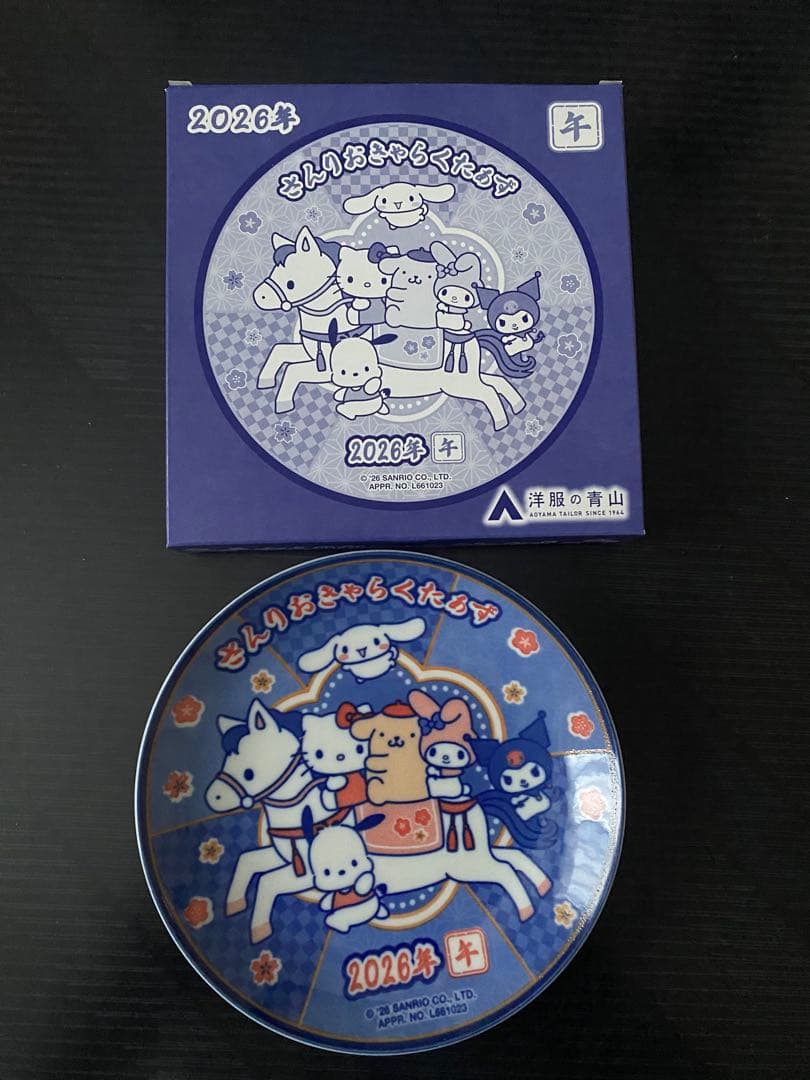 2026年
午
さんりおきゃらくたぁず
2026年 午
© '26 SANRIO CO., LTD.
APPR. NO. L661023
洋服の青山
AOYAMA TAILOR SINCE 1964
さんりおきゃらくたぁず
2026年 午
© '26 SANRIO CO., LTD.
APPR. NO. L661023